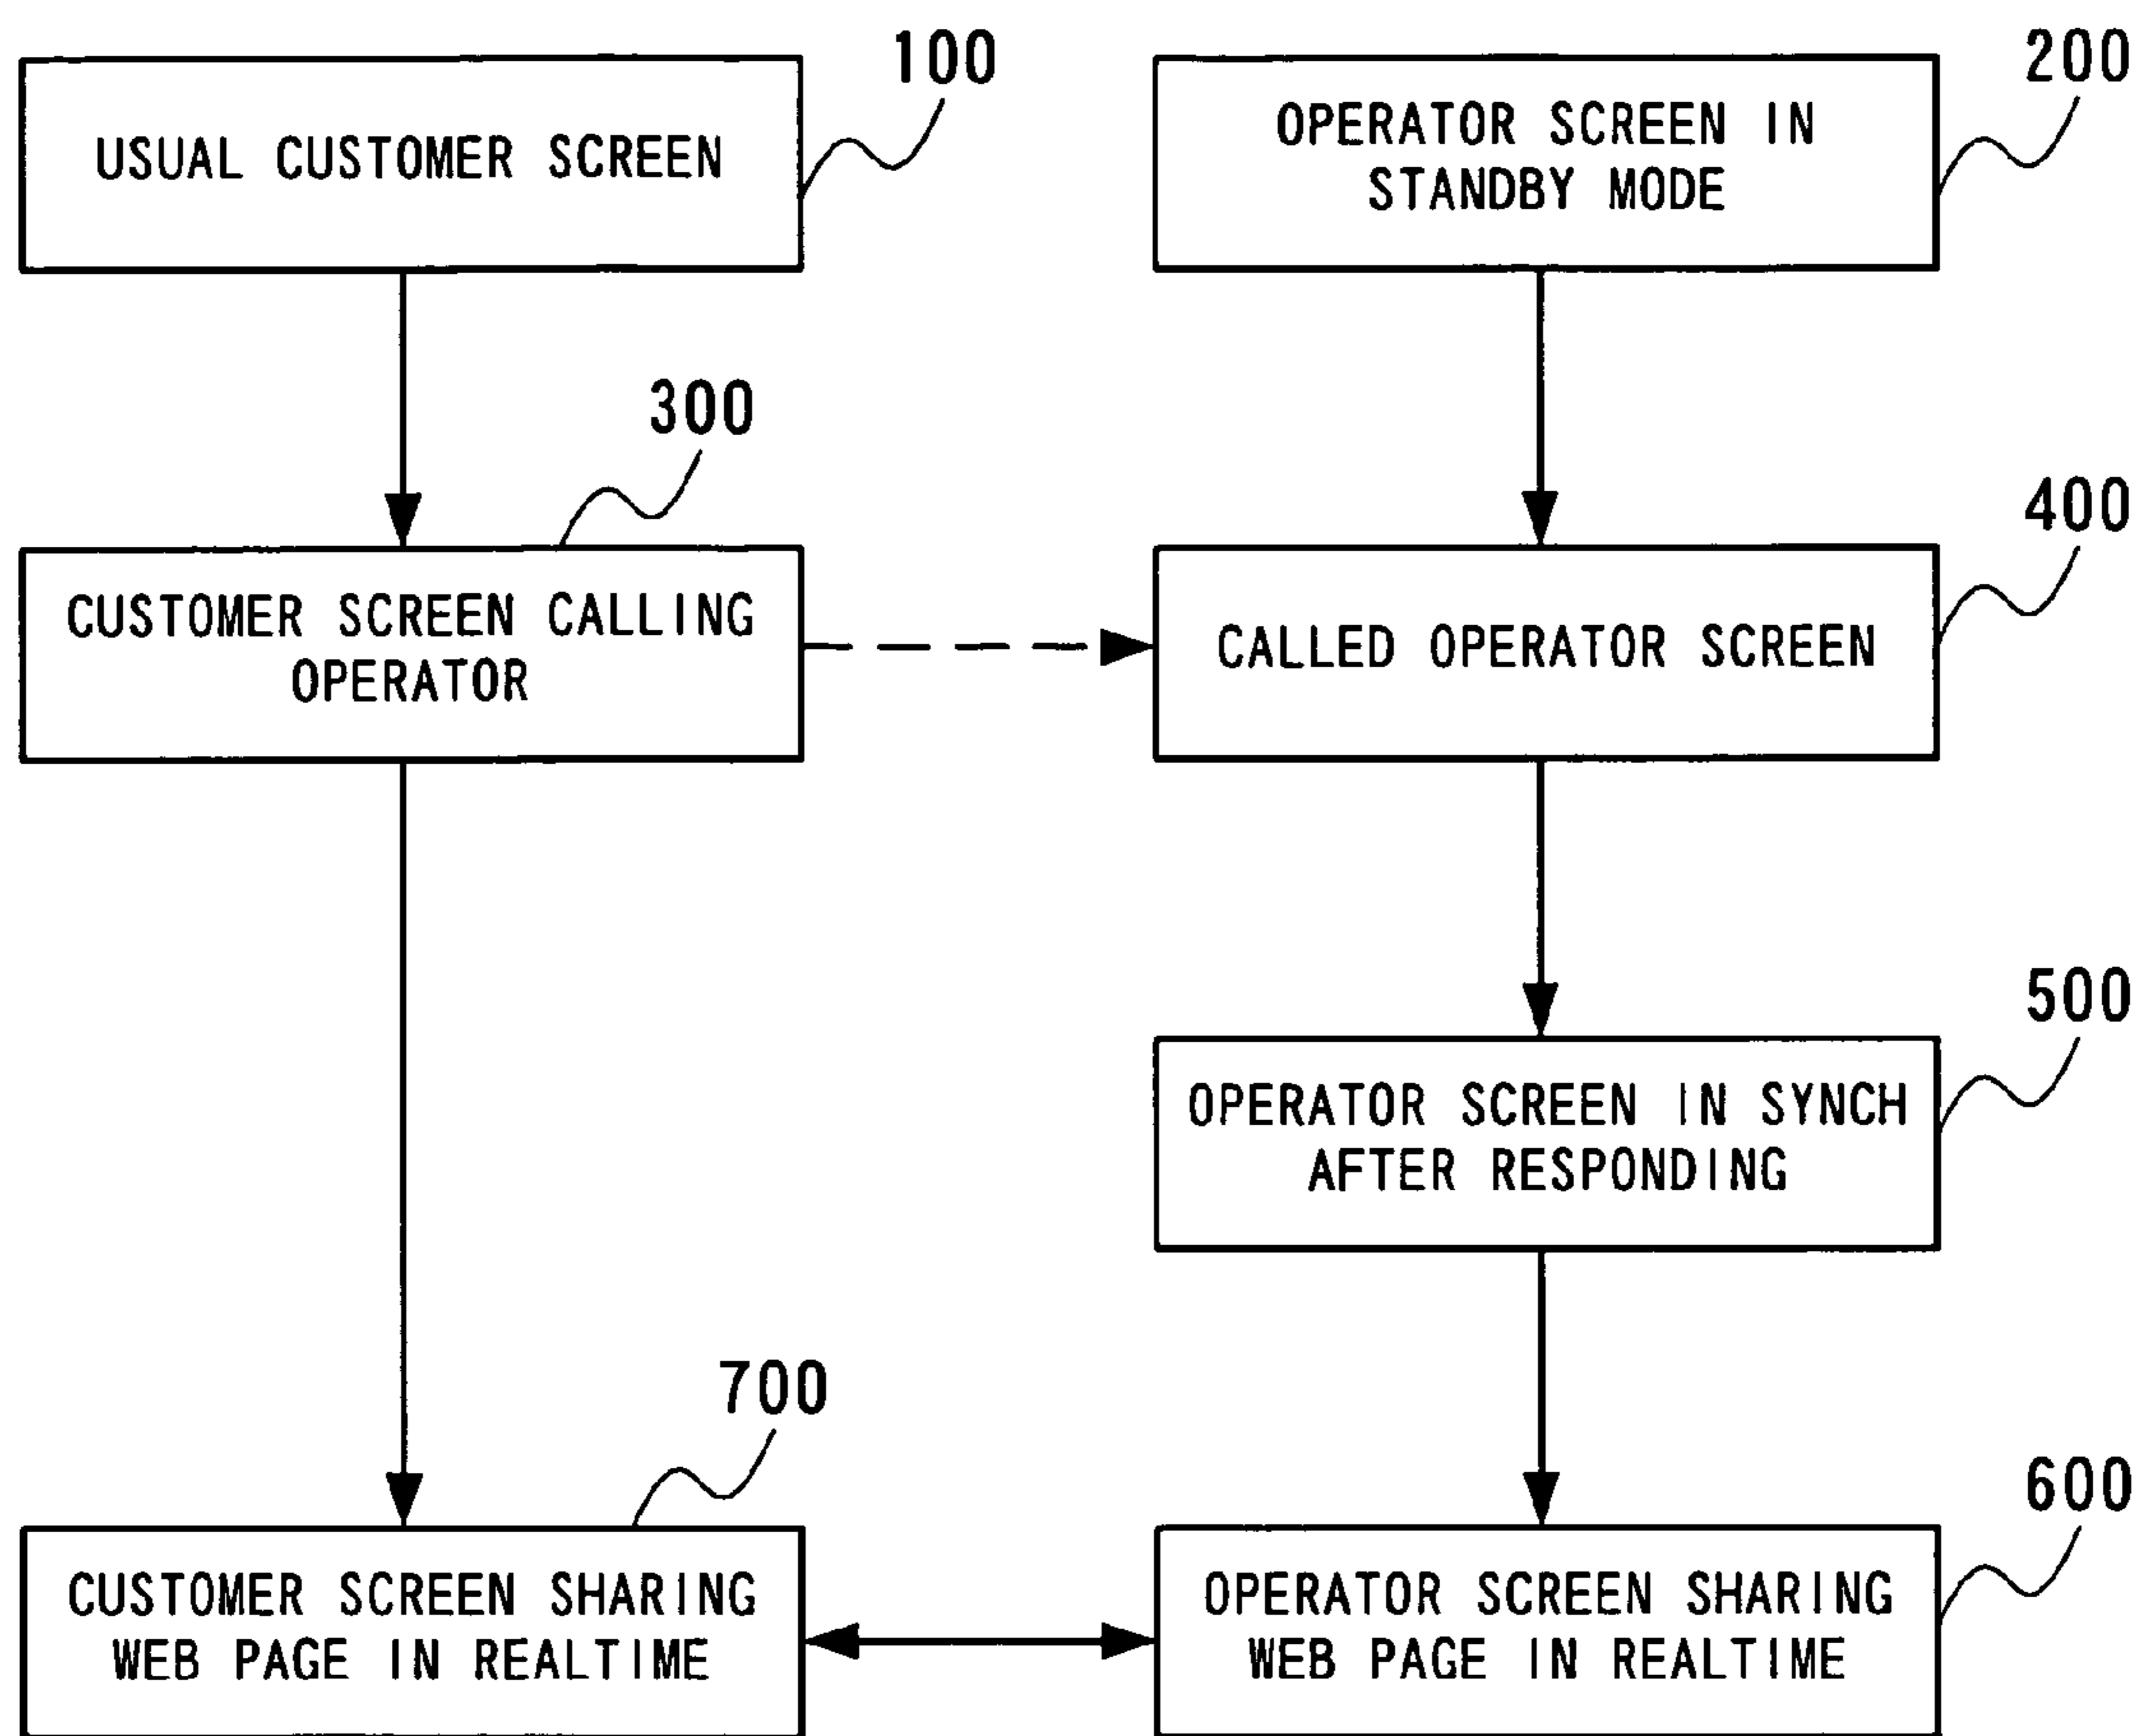 100
USUAL CUSTOMER SCREEN
200
OPERATOR SCREEN IN
STANDBY MODE
300
CUSTOMER SCREEN CALLING
OPERATOR
400
CALLED OPERATOR SCREEN
500
OPERATOR SCREEN IN SYNCH
AFTER RESPONDING
700
CUSTOMER SCREEN SHARING
WEB PAGE IN REALTIME
600
OPERATOR SCREEN SHARING
WEB PAGE IN REALTIME